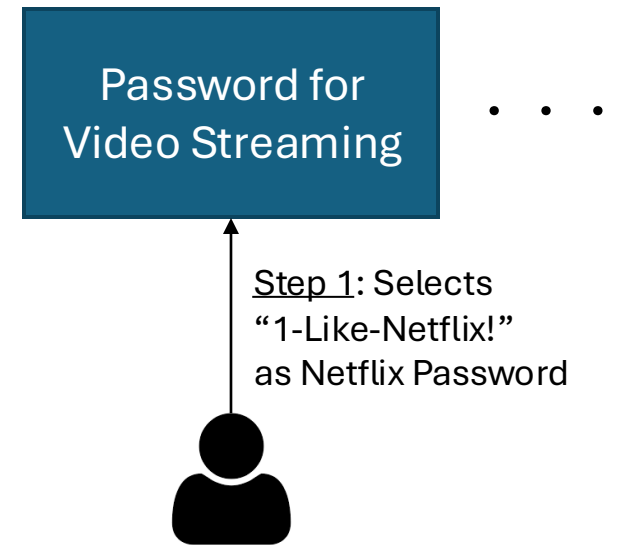 Password for
Video Streaming
. . .
Step 1: Selects
“1-Like-Netflix!”
as Netflix Password